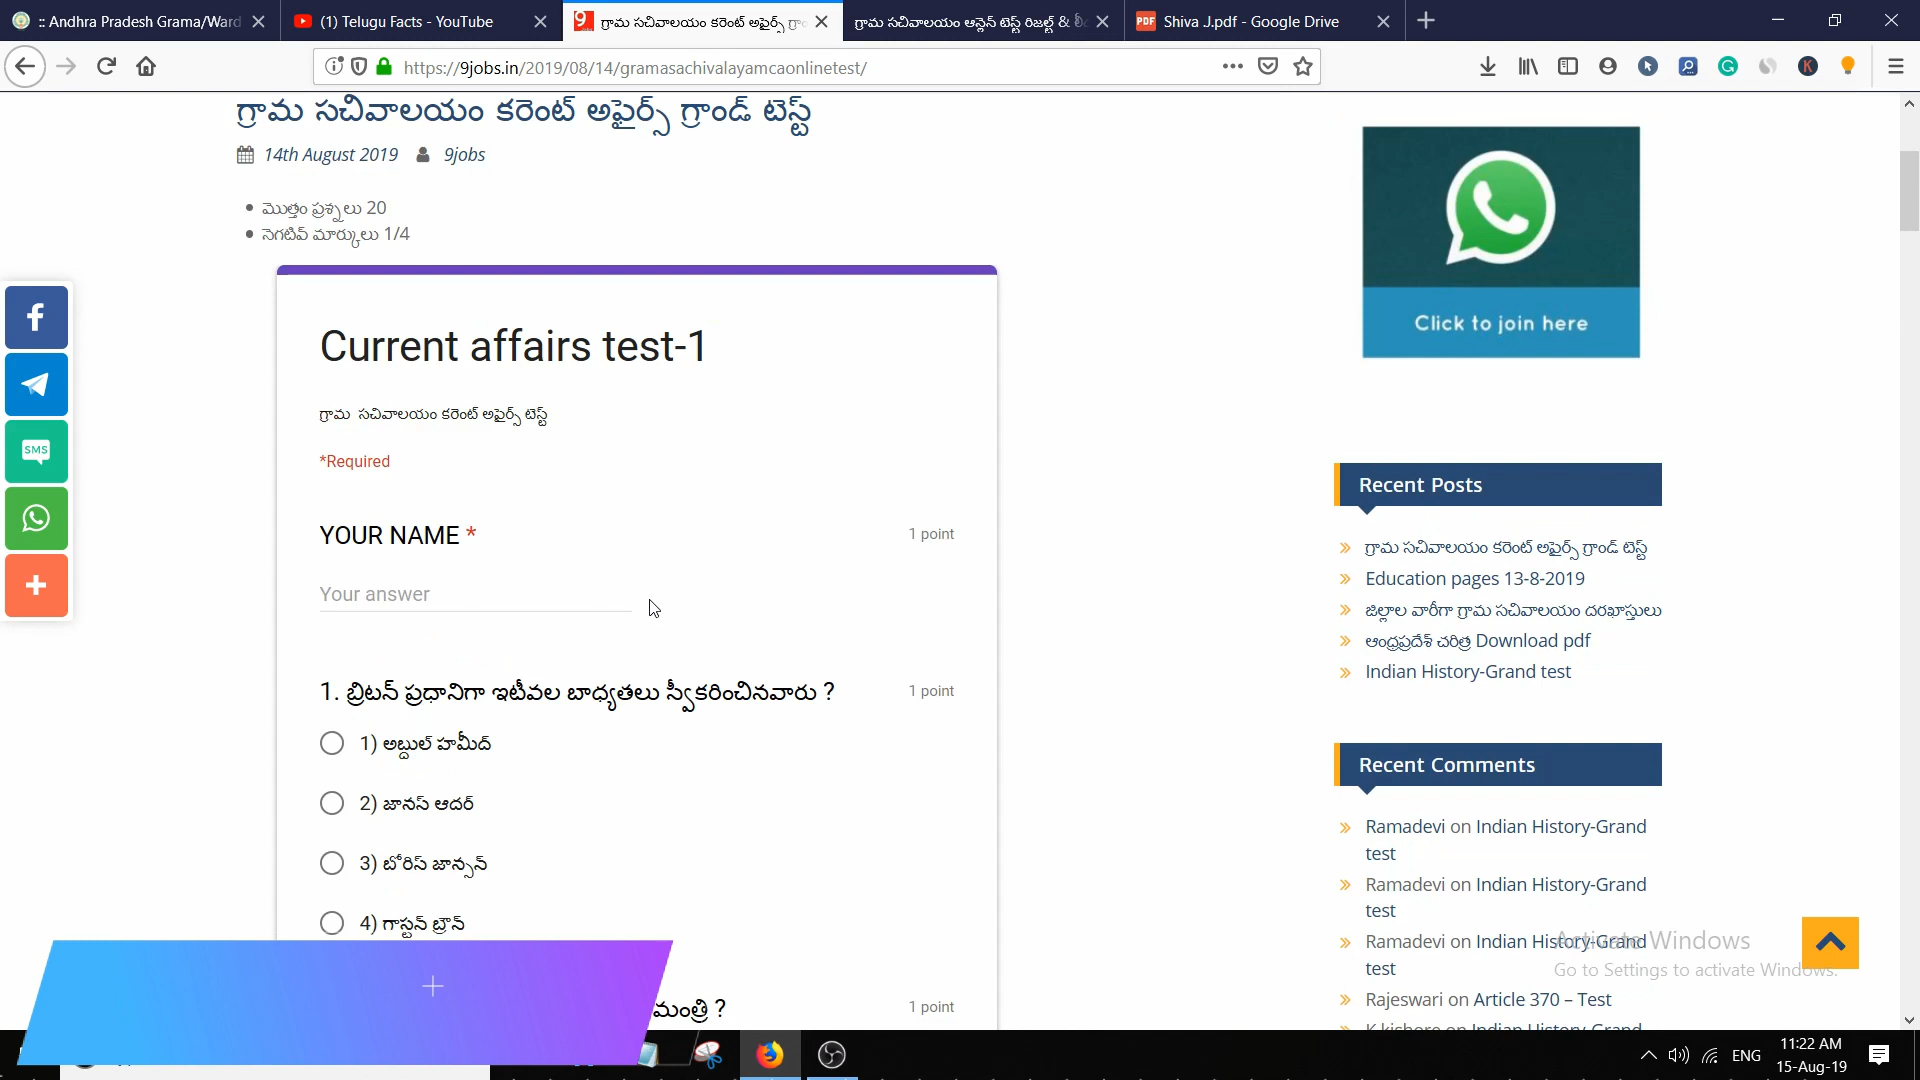 :: Andhra Pradesh Grama/Ward
(1) Telugu Facts - YouTube
గ్రామ సచివాలయం కరెంట్ అఫైర్స్ గ్రా
గ్రామ సచివాలయం ఆన్లైన్ టెస్ట్ రిజల్ట్ &
Shiva J.pdf - Google Drive
https://9jobs.in/2019/08/14/gramasachivalayamcaonlinetest/
గ్రామ సచివాలయం కరెంట్ అఫైర్స్ గ్రాండ్ టెస్ట్
14th August 2019 9jobs
మొత్తం ప్రశ్నలు 20
నెగటివ్ మార్కులు 1/4
Current affairs test-1
గ్రామ సచివాలయం కరెంట్ అఫైర్స్ టెస్ట్
*Required
YOUR NAME *
1 point
Your answer
1. బ్రిటన్ ప్రధానిగా ఇటీవల బాధ్యతలు స్వీకరించినవారు ?
1 point
1) అబ్దుల్ హమీద్
2) జానస్ ఆదర్
3) బోరిస్ జాన్సన్
4) గాస్టన్ బ్రౌన్
మంత్రి ?
1 point
SMS
Click to join here
Recent Posts
గ్రామ సచివాలయం కరెంట్ అఫైర్స్ గ్రాండ్ టెస్ట్
Education pages 13-8-2019
జిల్లాల వారీగా గ్రామ సచివాలయం దరఖాస్తులు
ఆంధ్రప్రదేశ్ చరిత్ర Download pdf
Indian History-Grand test
Recent Comments
Ramadevi on Indian History-Grand
test
Ramadevi on Indian History-Grand
test
Ramadevi on Indian History-Grand
test
Rajeswari on Article 370 – Test
K kishore on Indian History-Grand
Activate Windows
Go to Settings to activate Windows.
ENG
11:22 AM
15-Aug-19